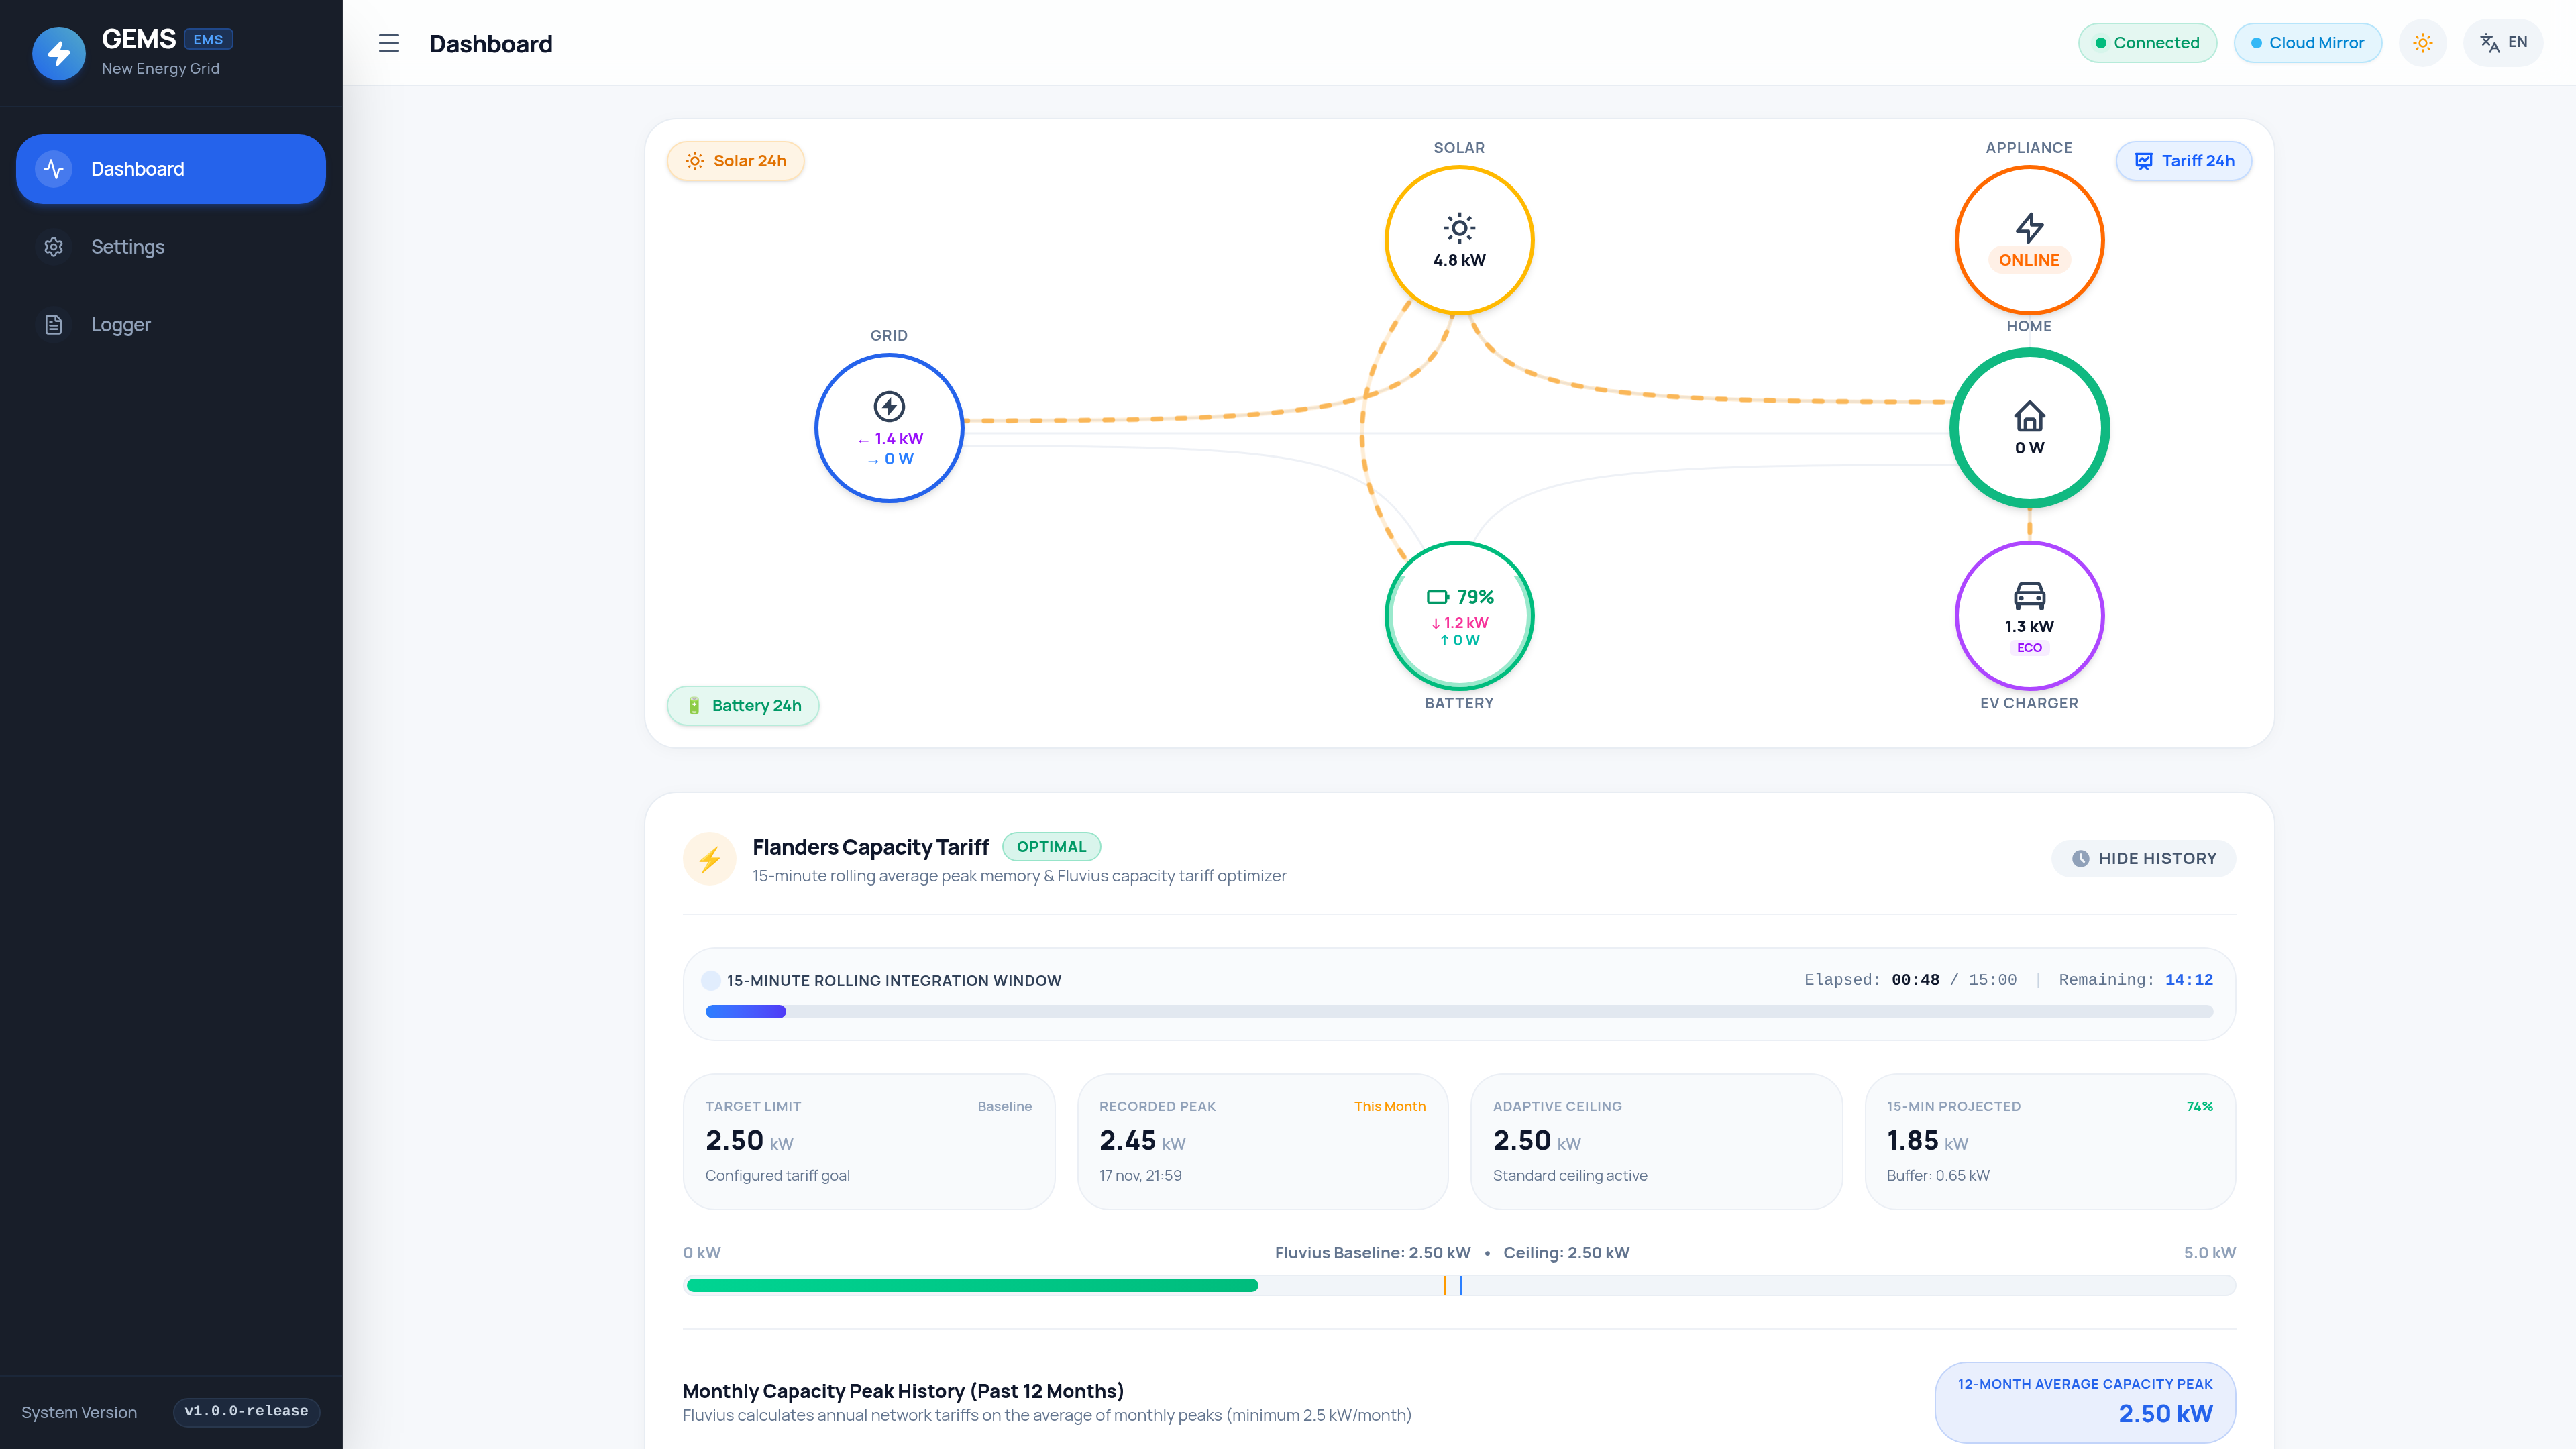 GEMS EMS
New Energy Grid
Dashboard
Settings
Logger
System Version v1.0.0-release
Dashboard
Connected
Cloud Mirror
EN
Solar 24h
SOLAR
4.8 kW
APPLIANCE
ONLINE
Tariff 24h
GRID
← 1.4 kW
→ 0 W
HOME
0 W
79%
↓ 1.2 kW
↑ 0 W
BATTERY
1.3 kW
ECO
EV CHARGER
Battery 24h
Flanders Capacity Tariff OPTIMAL
15-minute rolling average peak memory & Fluvius capacity tariff optimizer
HIDE HISTORY
15-MINUTE ROLLING INTEGRATION WINDOW
Elapsed: 00:48 / 15:00 | Remaining: 14:12
TARGET LIMIT Baseline
2.50 kW
Configured tariff goal
RECORDED PEAK This Month
2.45 kW
17 nov, 21:59
ADAPTIVE CEILING
2.50 kW
Standard ceiling active
15-MIN PROJECTED 74%
1.85 kW
Buffer: 0.65 kW
0 kW Fluvius Baseline: 2.50 kW • Ceiling: 2.50 kW 5.0 kW
Monthly Capacity Peak History (Past 12 Months)
Fluvius calculates annual network tariffs on the average of monthly peaks (minimum 2.5 kW/month)
12-MONTH AVERAGE CAPACITY PEAK
2.50 kW